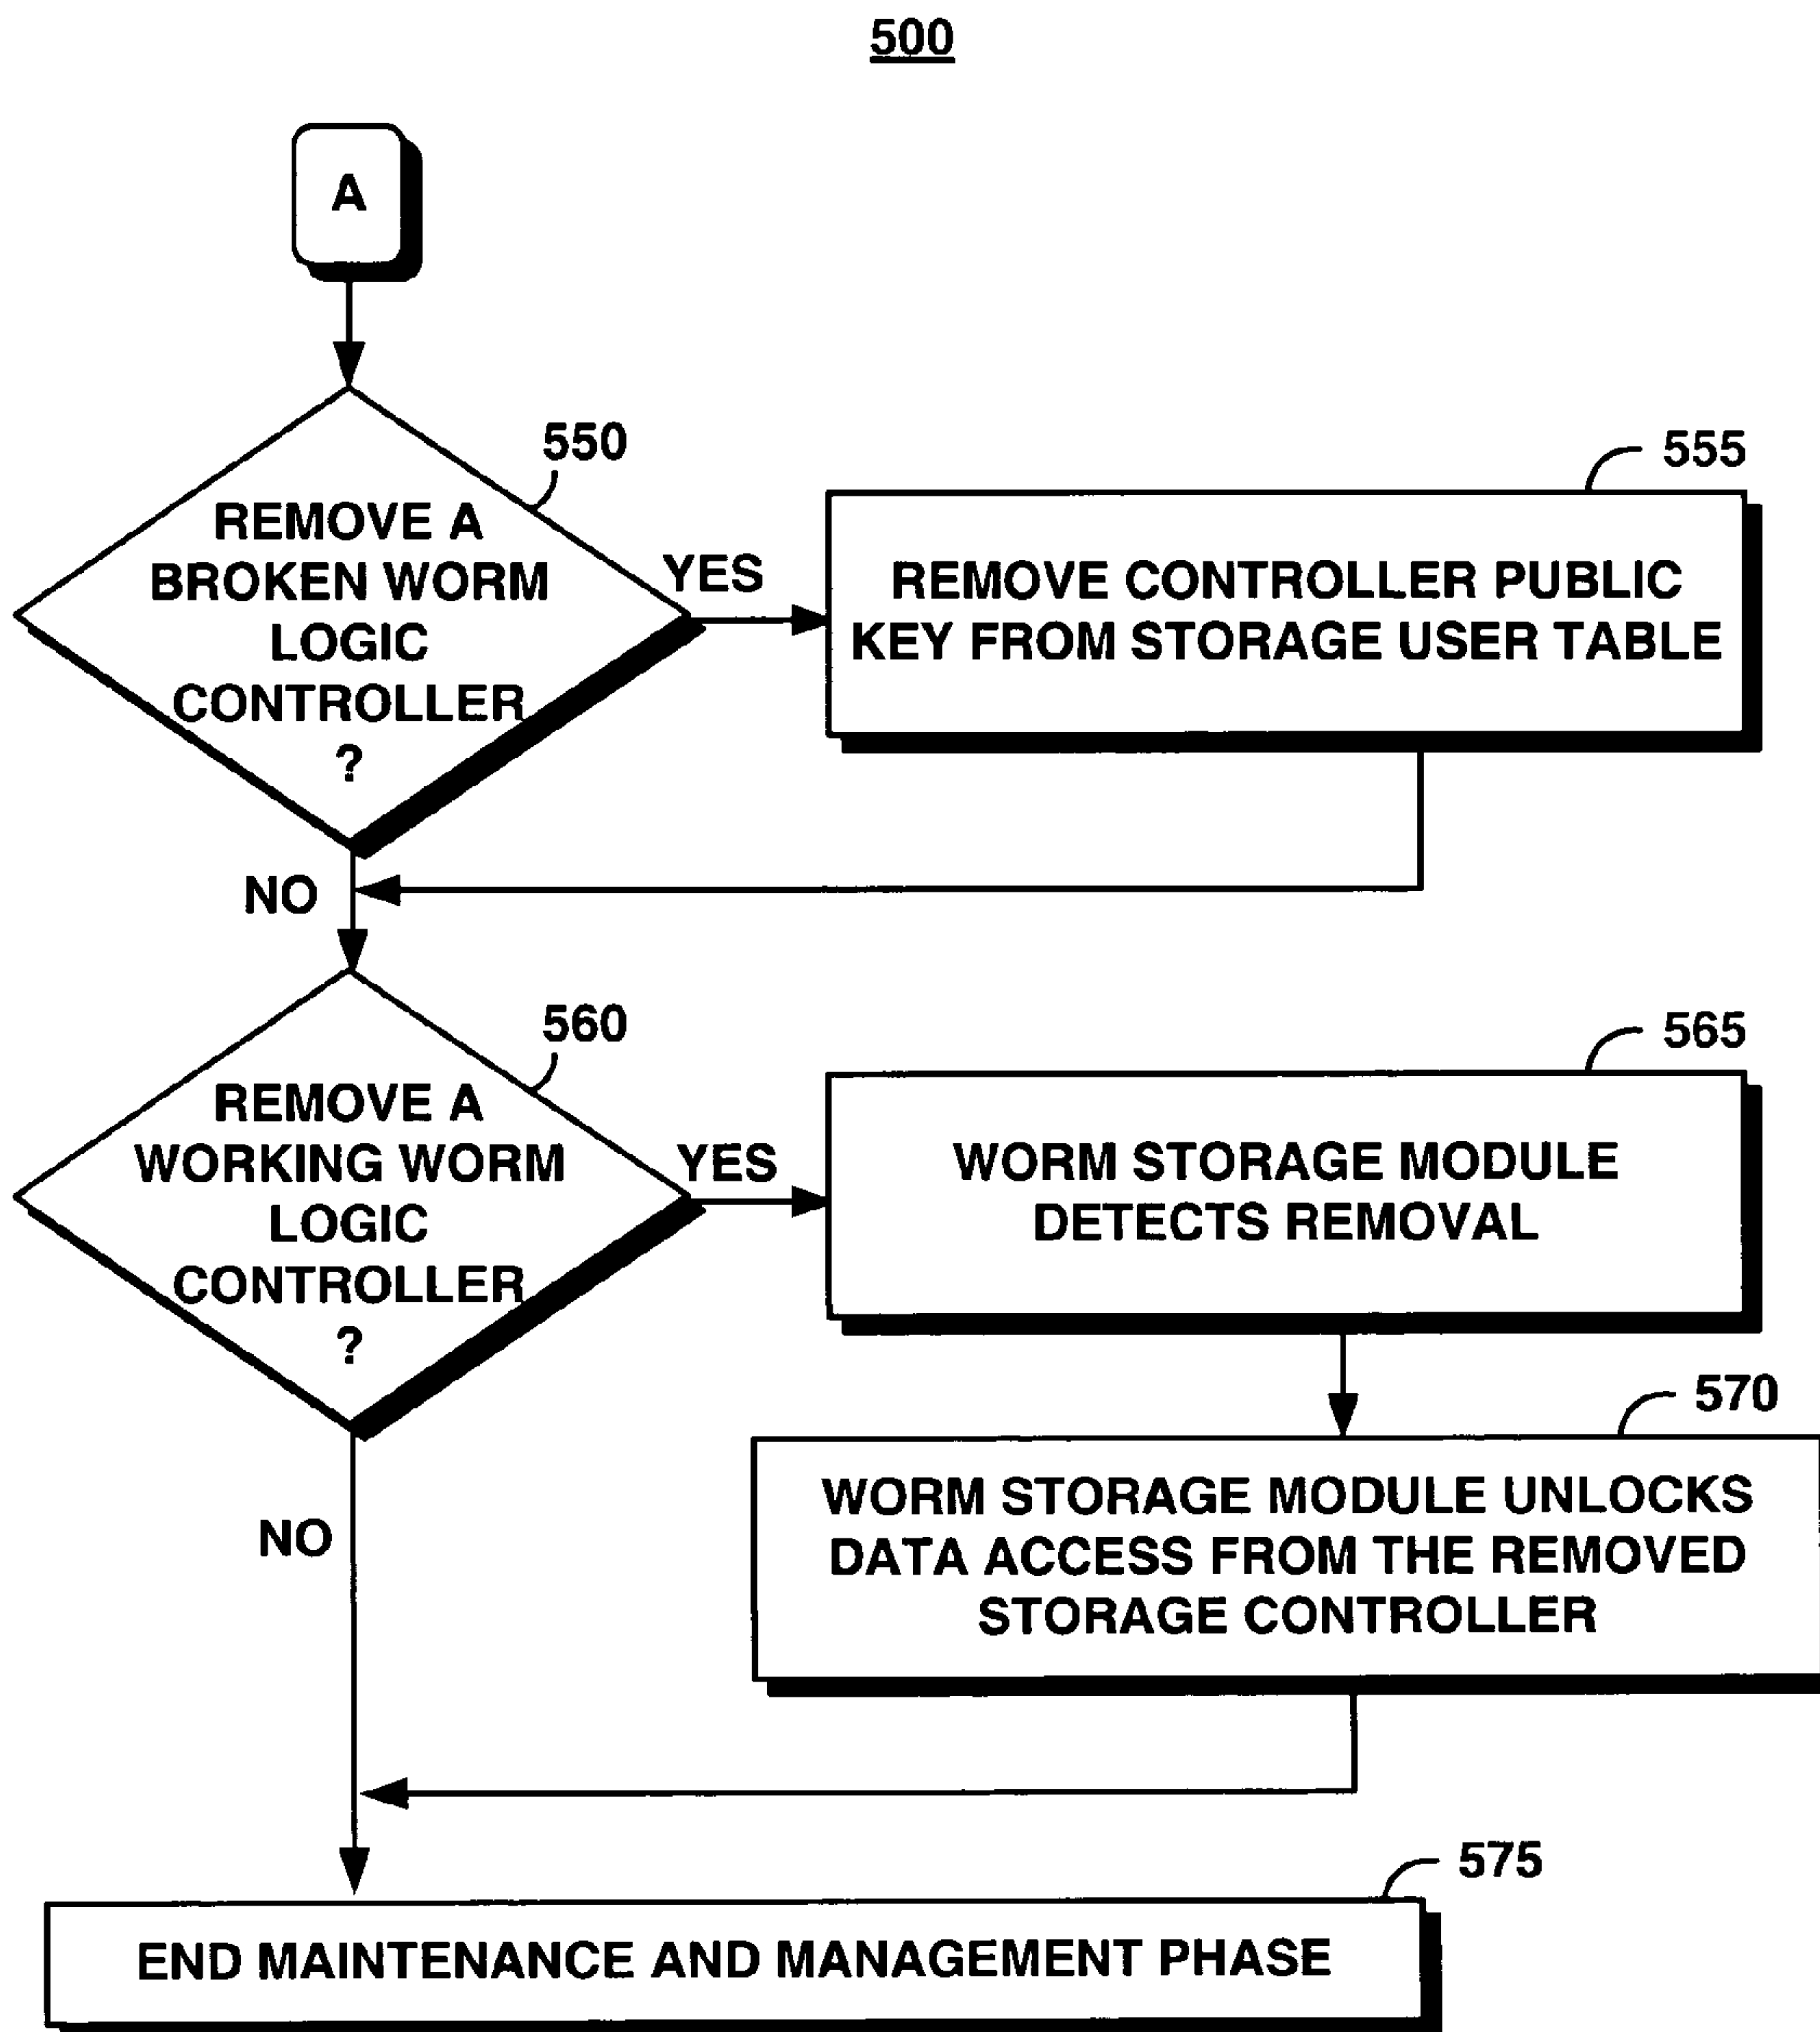 500
A
550
REMOVE A
BROKEN WORM
LOGIC
CONTROLLER
?
YES
555
REMOVE CONTROLLER PUBLIC
KEY FROM STORAGE USER TABLE
NO
560
REMOVE A
WORKING WORM
LOGIC
CONTROLLER
?
YES
565
WORM STORAGE MODULE
DETECTS REMOVAL
570
WORM STORAGE MODULE UNLOCKS
DATA ACCESS FROM THE REMOVED
STORAGE CONTROLLER
NO
575
END MAINTENANCE AND MANAGEMENT PHASE